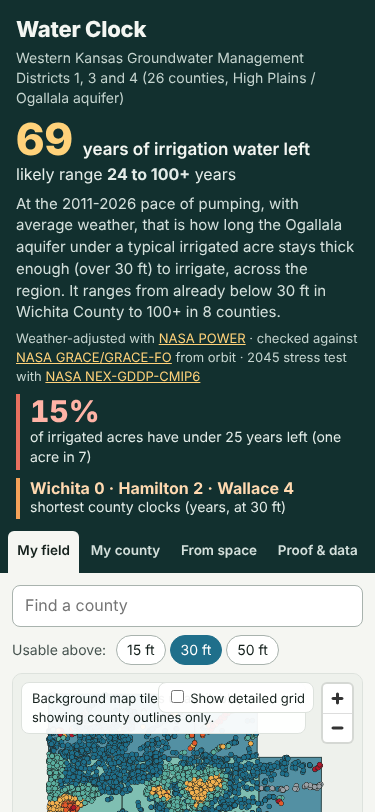 Water Clock
Western Kansas Groundwater Management
Districts 1, 3 and 4 (26 counties, High Plains /
Ogallala aquifer)
69 years of irrigation water left
likely range 24 to 100+ years
At the 2011-2026 pace of pumping, with
average weather, that is how long the Ogallala
aquifer under a typical irrigated acre stays thick
enough (over 30 ft) to irrigate, across the
region. It ranges from already below 30 ft in
Wichita County to 100+ in 8 counties.
Weather-adjusted with NASA POWER · checked against
NASA GRACE/GRACE-FO from orbit · 2045 stress test
with NASA NEX-GDDP-CMIP6
15%
of irrigated acres have under 25 years left (one
acre in 7)
Wichita 0 · Hamilton 2 · Wallace 4
shortest county clocks (years, at 30 ft)
My field My county From space Proof & data
Find a county
Usable above: 15 ft 30 ft 50 ft
Background map tile
Show detailed grid
showing county outlines only.
+
−